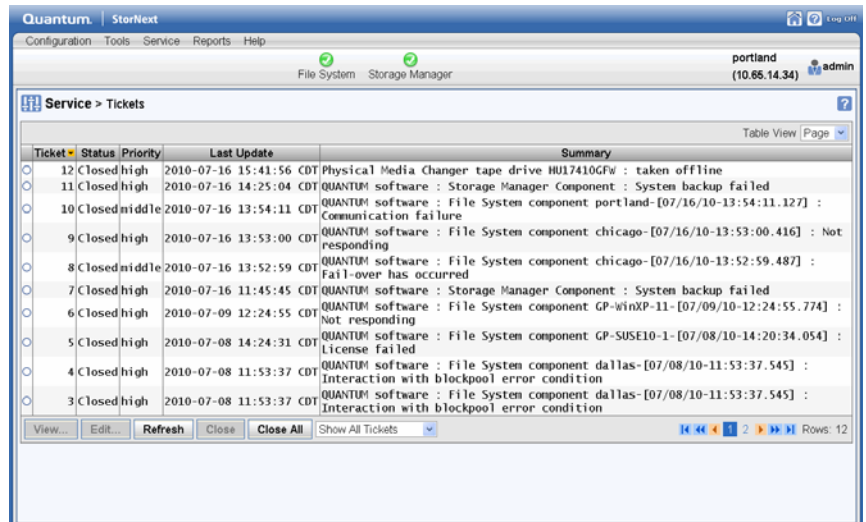 Quantum. StorNext Log Off
Configuration Tools Service Reports Help
File System Storage Manager
portland
(10.65.14.34) admin
Service > Tickets
Table View Page
Ticket Status Priority Last Update Summary
12 Closed high 2010-07-16 15:41:56 CDT Physical Media Changer tape drive HU17410GFW : taken offline
11 Closed high 2010-07-16 14:25:04 CDT QUANTUM software : Storage Manager Component : System backup failed
10 Closed middle 2010-07-16 13:54:11 CDT QUANTUM software : File System component portland-[07/16/10-13:54:11.127] :
Communication failure
9 Closed high 2010-07-16 13:53:00 CDT QUANTUM software : File System component chicago-[07/16/10-13:53:00.416] : Not
responding
8 Closed middle 2010-07-16 13:52:59 CDT QUANTUM software : File System component chicago-[07/16/10-13:52:59.487] :
Fail-over has occurred
7 Closed high 2010-07-16 11:45:45 CDT QUANTUM software : Storage Manager Component : System backup failed
6 Closed high 2010-07-09 12:24:55 CDT QUANTUM software : File System component GP-WinXP-11-[07/09/10-12:24:55.774] :
Not responding
5 Closed high 2010-07-08 14:24:31 CDT QUANTUM software : File System component GP-SUSE10-1-[07/08/10-14:20:34.054] :
License failed
4 Closed high 2010-07-08 11:53:37 CDT QUANTUM software : File System component dallas-[07/08/10-11:53:37.545] :
Interaction with blockpool error condition
3 Closed high 2010-07-08 11:53:37 CDT QUANTUM software : File System component dallas-[07/08/10-11:53:37.545] :
Interaction with blockpool error condition
View... Edit... Refresh Close Close All Show All Tickets 1 2 Rows: 12